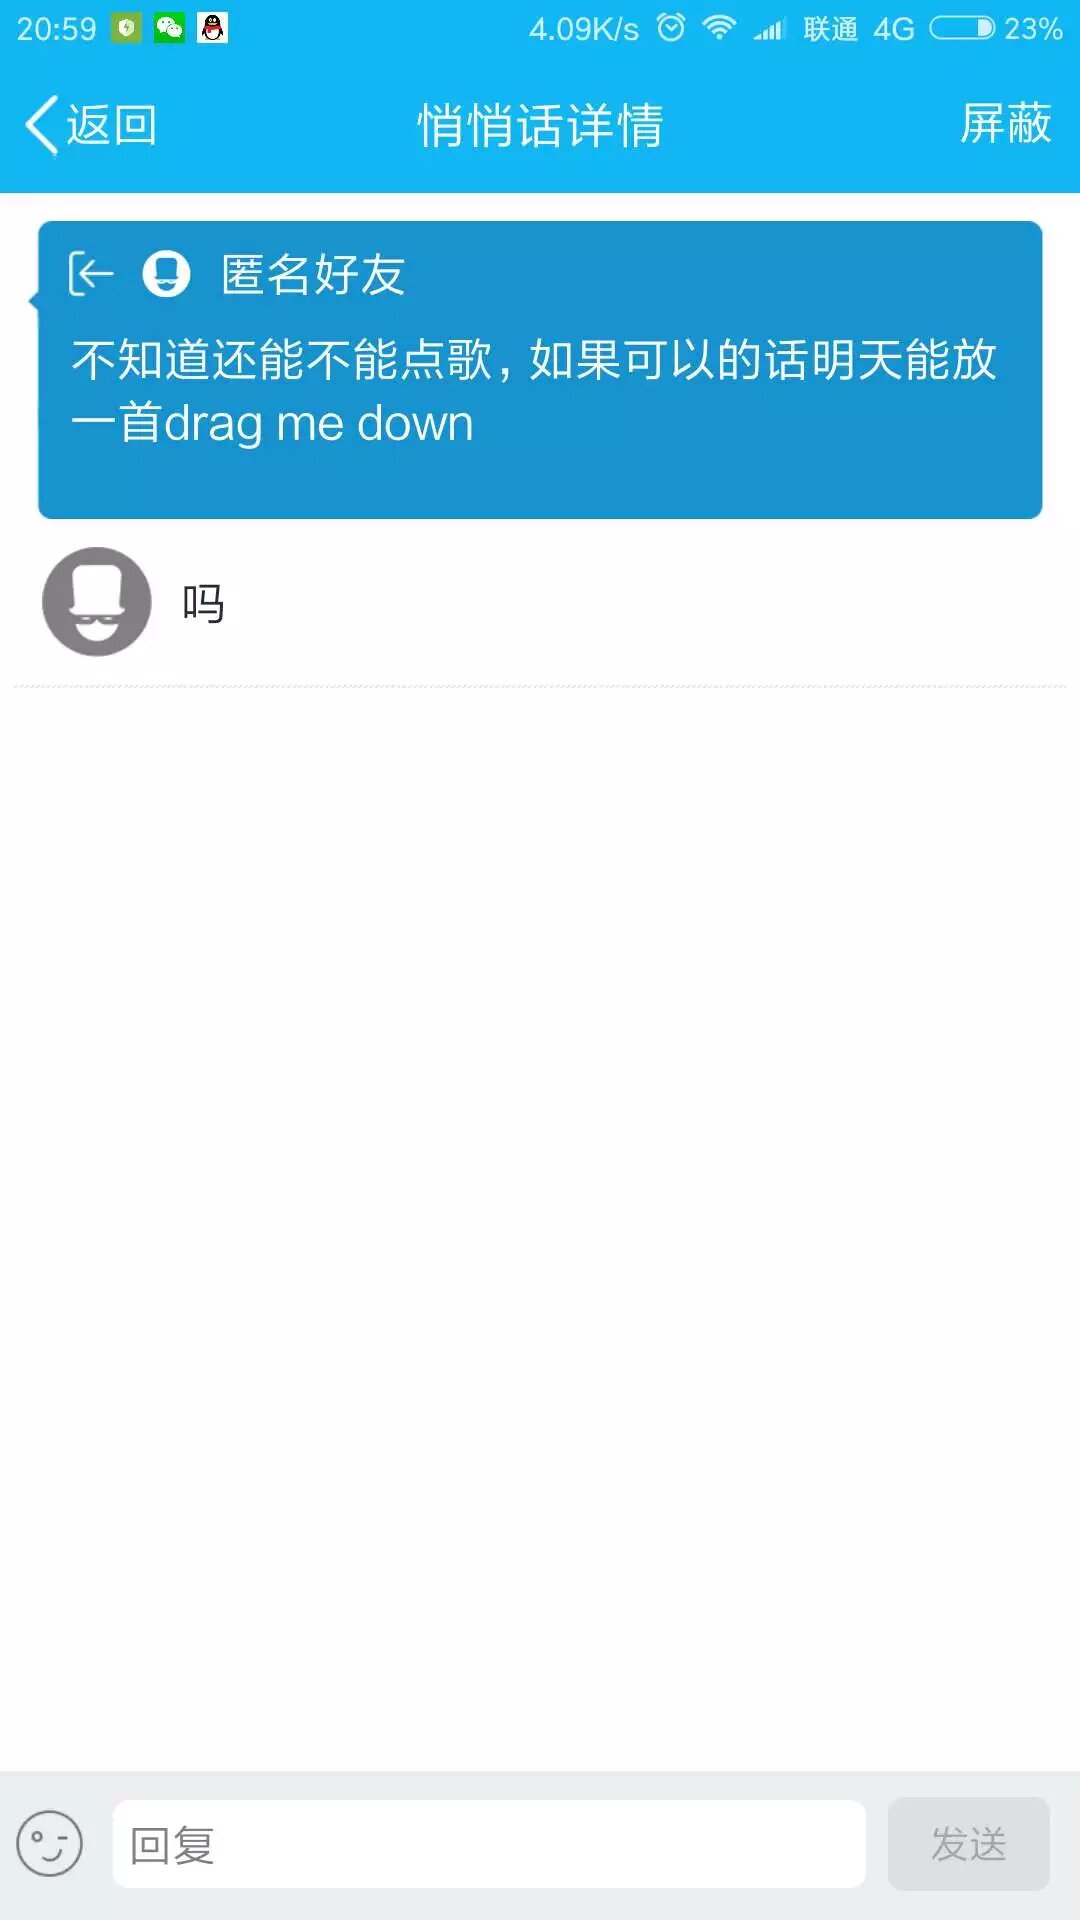 20:59 4.09K/s 联通 4G 23%
返回 悄悄话详情 屏蔽
匿名好友
不知道还能不能点歌，如果可以的话明天能放
一首drag me down
吗
回复 发送